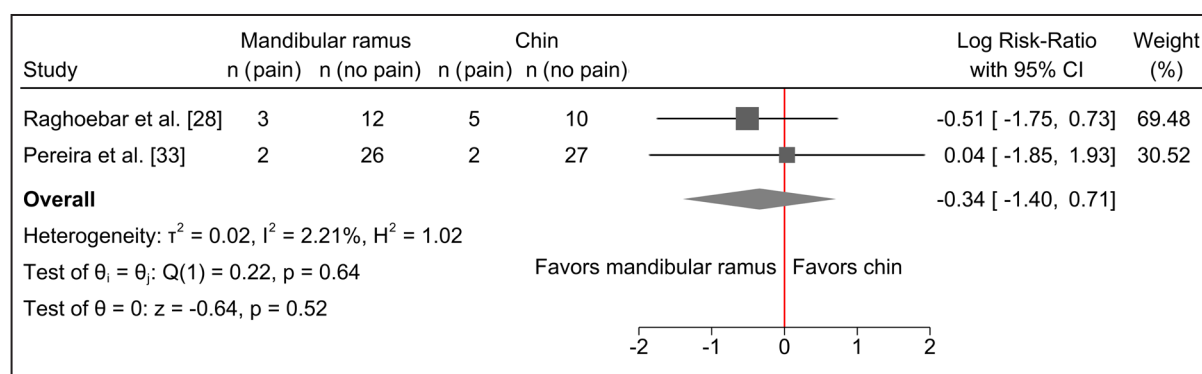 Mandibular ramus Chin Log Risk-Ratio Weight
Study n (pain) n (no pain) n (pain) n (no pain) with 95% CI (%)
Raghoebar et al. [28] 3 12 5 10 -0.51 [ -1.75, 0.73] 69.48
Pereira et al. [33] 2 26 2 27 0.04 [ -1.85, 1.93] 30.52
Overall -0.34 [ -1.40, 0.71]
Heterogeneity: τ² = 0.02, I² = 2.21%, H² = 1.02
Test of θᵢ = θⱼ: Q(1) = 0.22, p = 0.64
Favors mandibular ramus Favors chin
Test of θ = 0: z = -0.64, p = 0.52
-2 -1 0 1 2